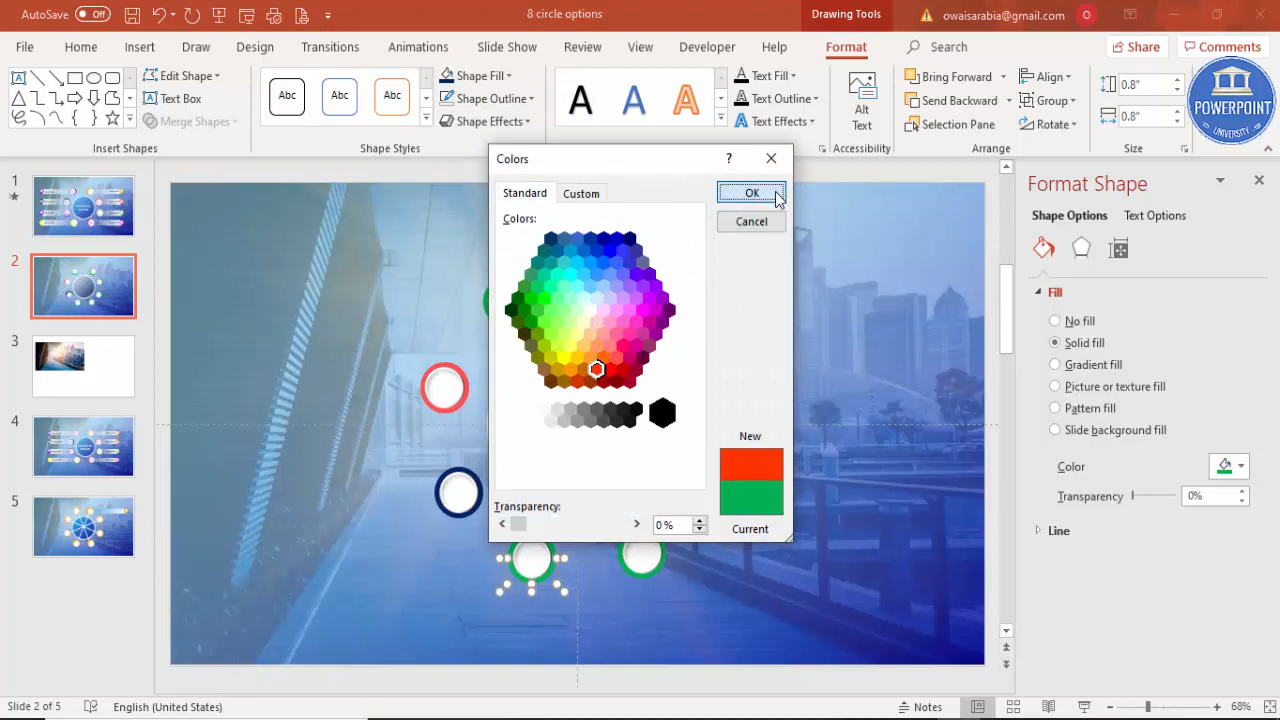 AutoSave Off
8 circle options
Drawing Tools
owaisarabia@gmail.com
O
File Home Insert Draw Design Transitions Animations Slide Show Review View Developer Help Format Search Share Comments
Edit Shape
Text Box
Merge Shapes
Insert Shapes
Abc Abc Abc
Shape Fill
Shape Outline
Shape Effects
Shape Styles
A A A
Text Fill
Text Outline
Text Effects
Alt
Text
Accessibility
Bring Forward
Send Backward
Selection Pane
Align
Group
Rotate
Arrange
0.8"
0.8"
Size
POWERPOINT
UNIVERSITY
1
2
3
4
5
Colors
?
Standard Custom
OK
Cancel
Colors:
New
Current
Transparency:
0 %
Format Shape
Shape Options Text Options
Fill
No fill
Solid fill
Gradient fill
Picture or texture fill
Pattern fill
Slide background fill
Color
Transparency 0%
Line
Slide 2 of 5
English (United States)
Notes
68%